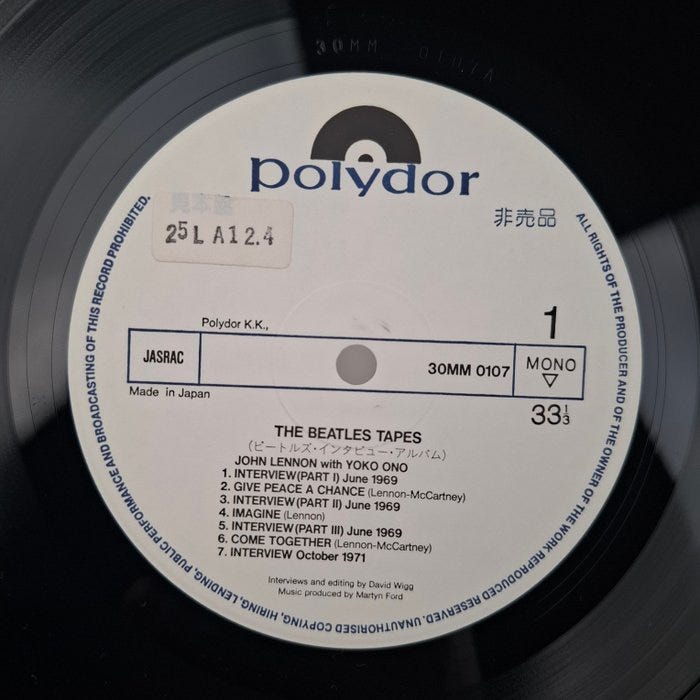 30MM 0107A
polydor
見本盤
25L A12.4
非売品
Polydor K.K.,
1
JASRAC
30MM 0107
MONO
Made in Japan
33⅓
THE BEATLES TAPES
(ビートルズ・インタビュー・アルバム)
JOHN LENNON with YOKO ONO
1. INTERVIEW(PART I) June 1969
2. GIVE PEACE A CHANCE (Lennon-McCartney)
3. INTERVIEW(PART II) June 1969
4. IMAGINE (Lennon)
5. INTERVIEW(PART III) June 1969
6. COME TOGETHER (Lennon-McCartney)
7. INTERVIEW October 1971
Interviews and editing by David Wigg
Music produced by Martyn Ford
ALL RIGHTS OF THE PRODUCER AND OF THE OWNER OF THE WORK REPRODUCED RESERVED. UNAUTHORISED COPYING, HIRING, LENDING, PUBLIC PERFORMANCE AND BROADCASTING OF THIS RECORD PROHIBITED.